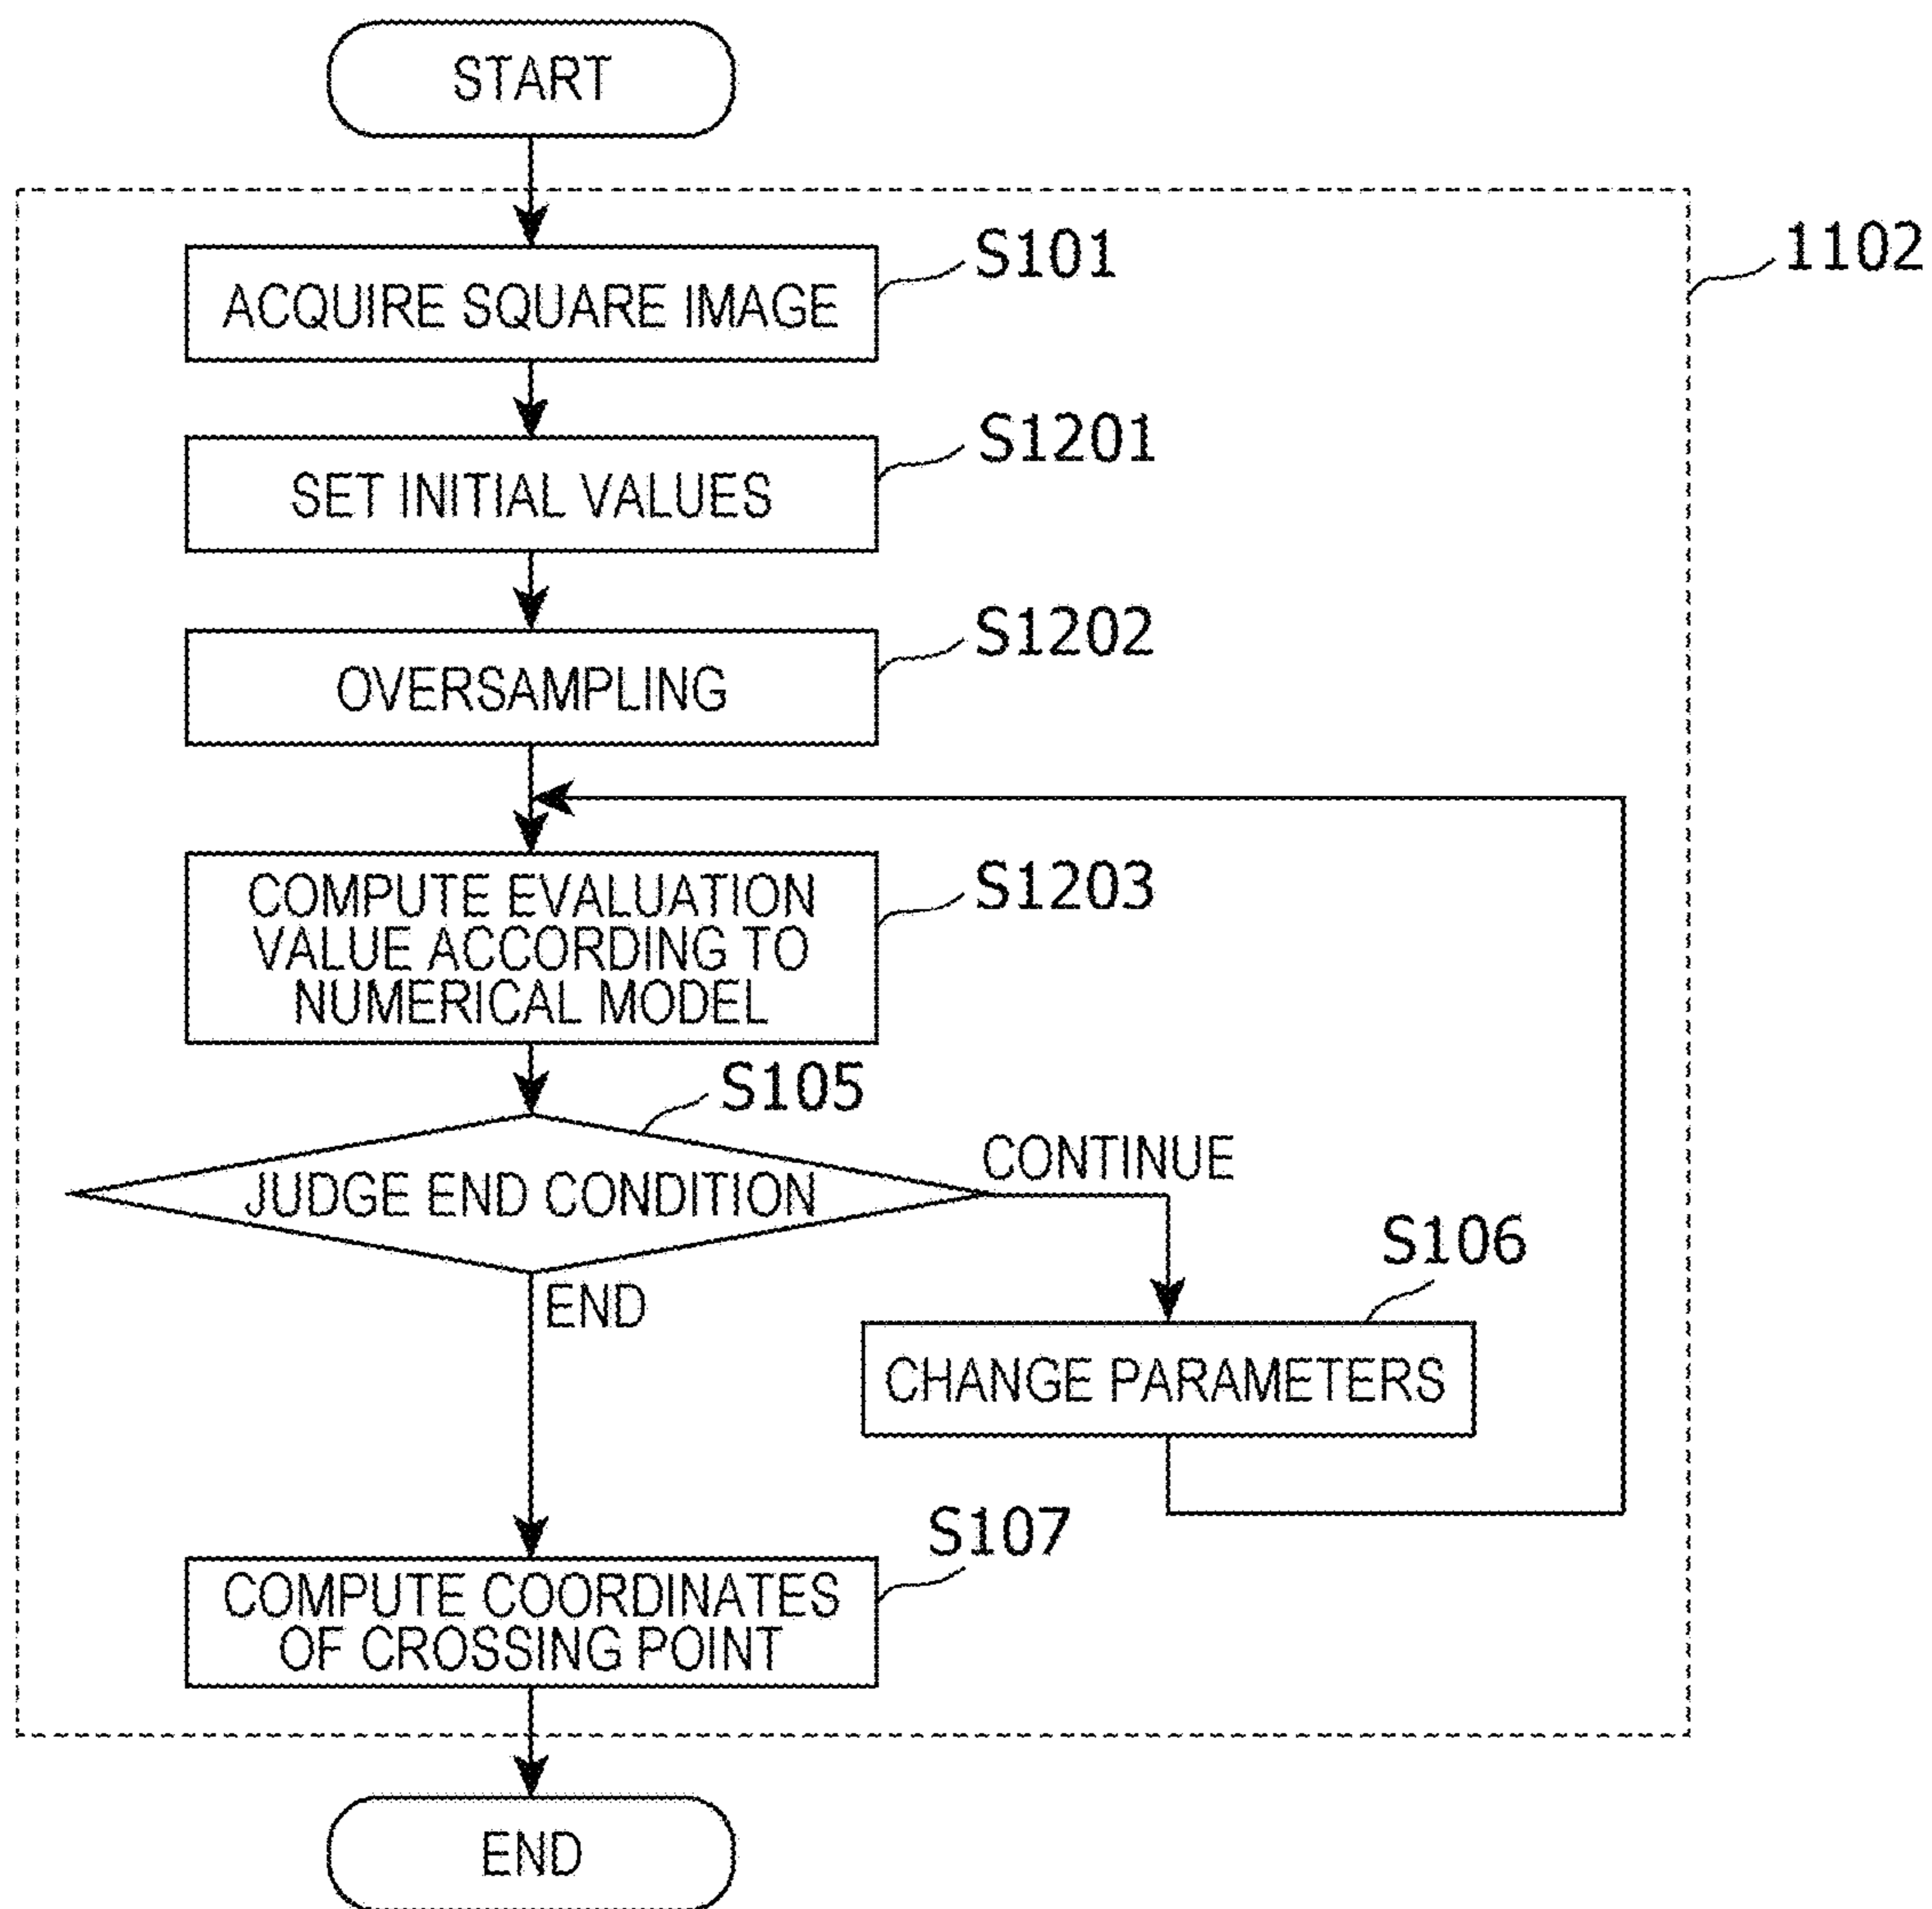 START
S101
1102
ACQUIRE SQUARE IMAGE
S1201
SET INITIAL VALUES
S1202
OVERSAMPLING
S1203
COMPUTE EVALUATION
VALUE ACCORDING TO
NUMERICAL MODEL
S105
CONTINUE
JUDGE END CONDITION
S106
END
CHANGE PARAMETERS
S107
COMPUTE COORDINATES
OF CROSSING POINT
END